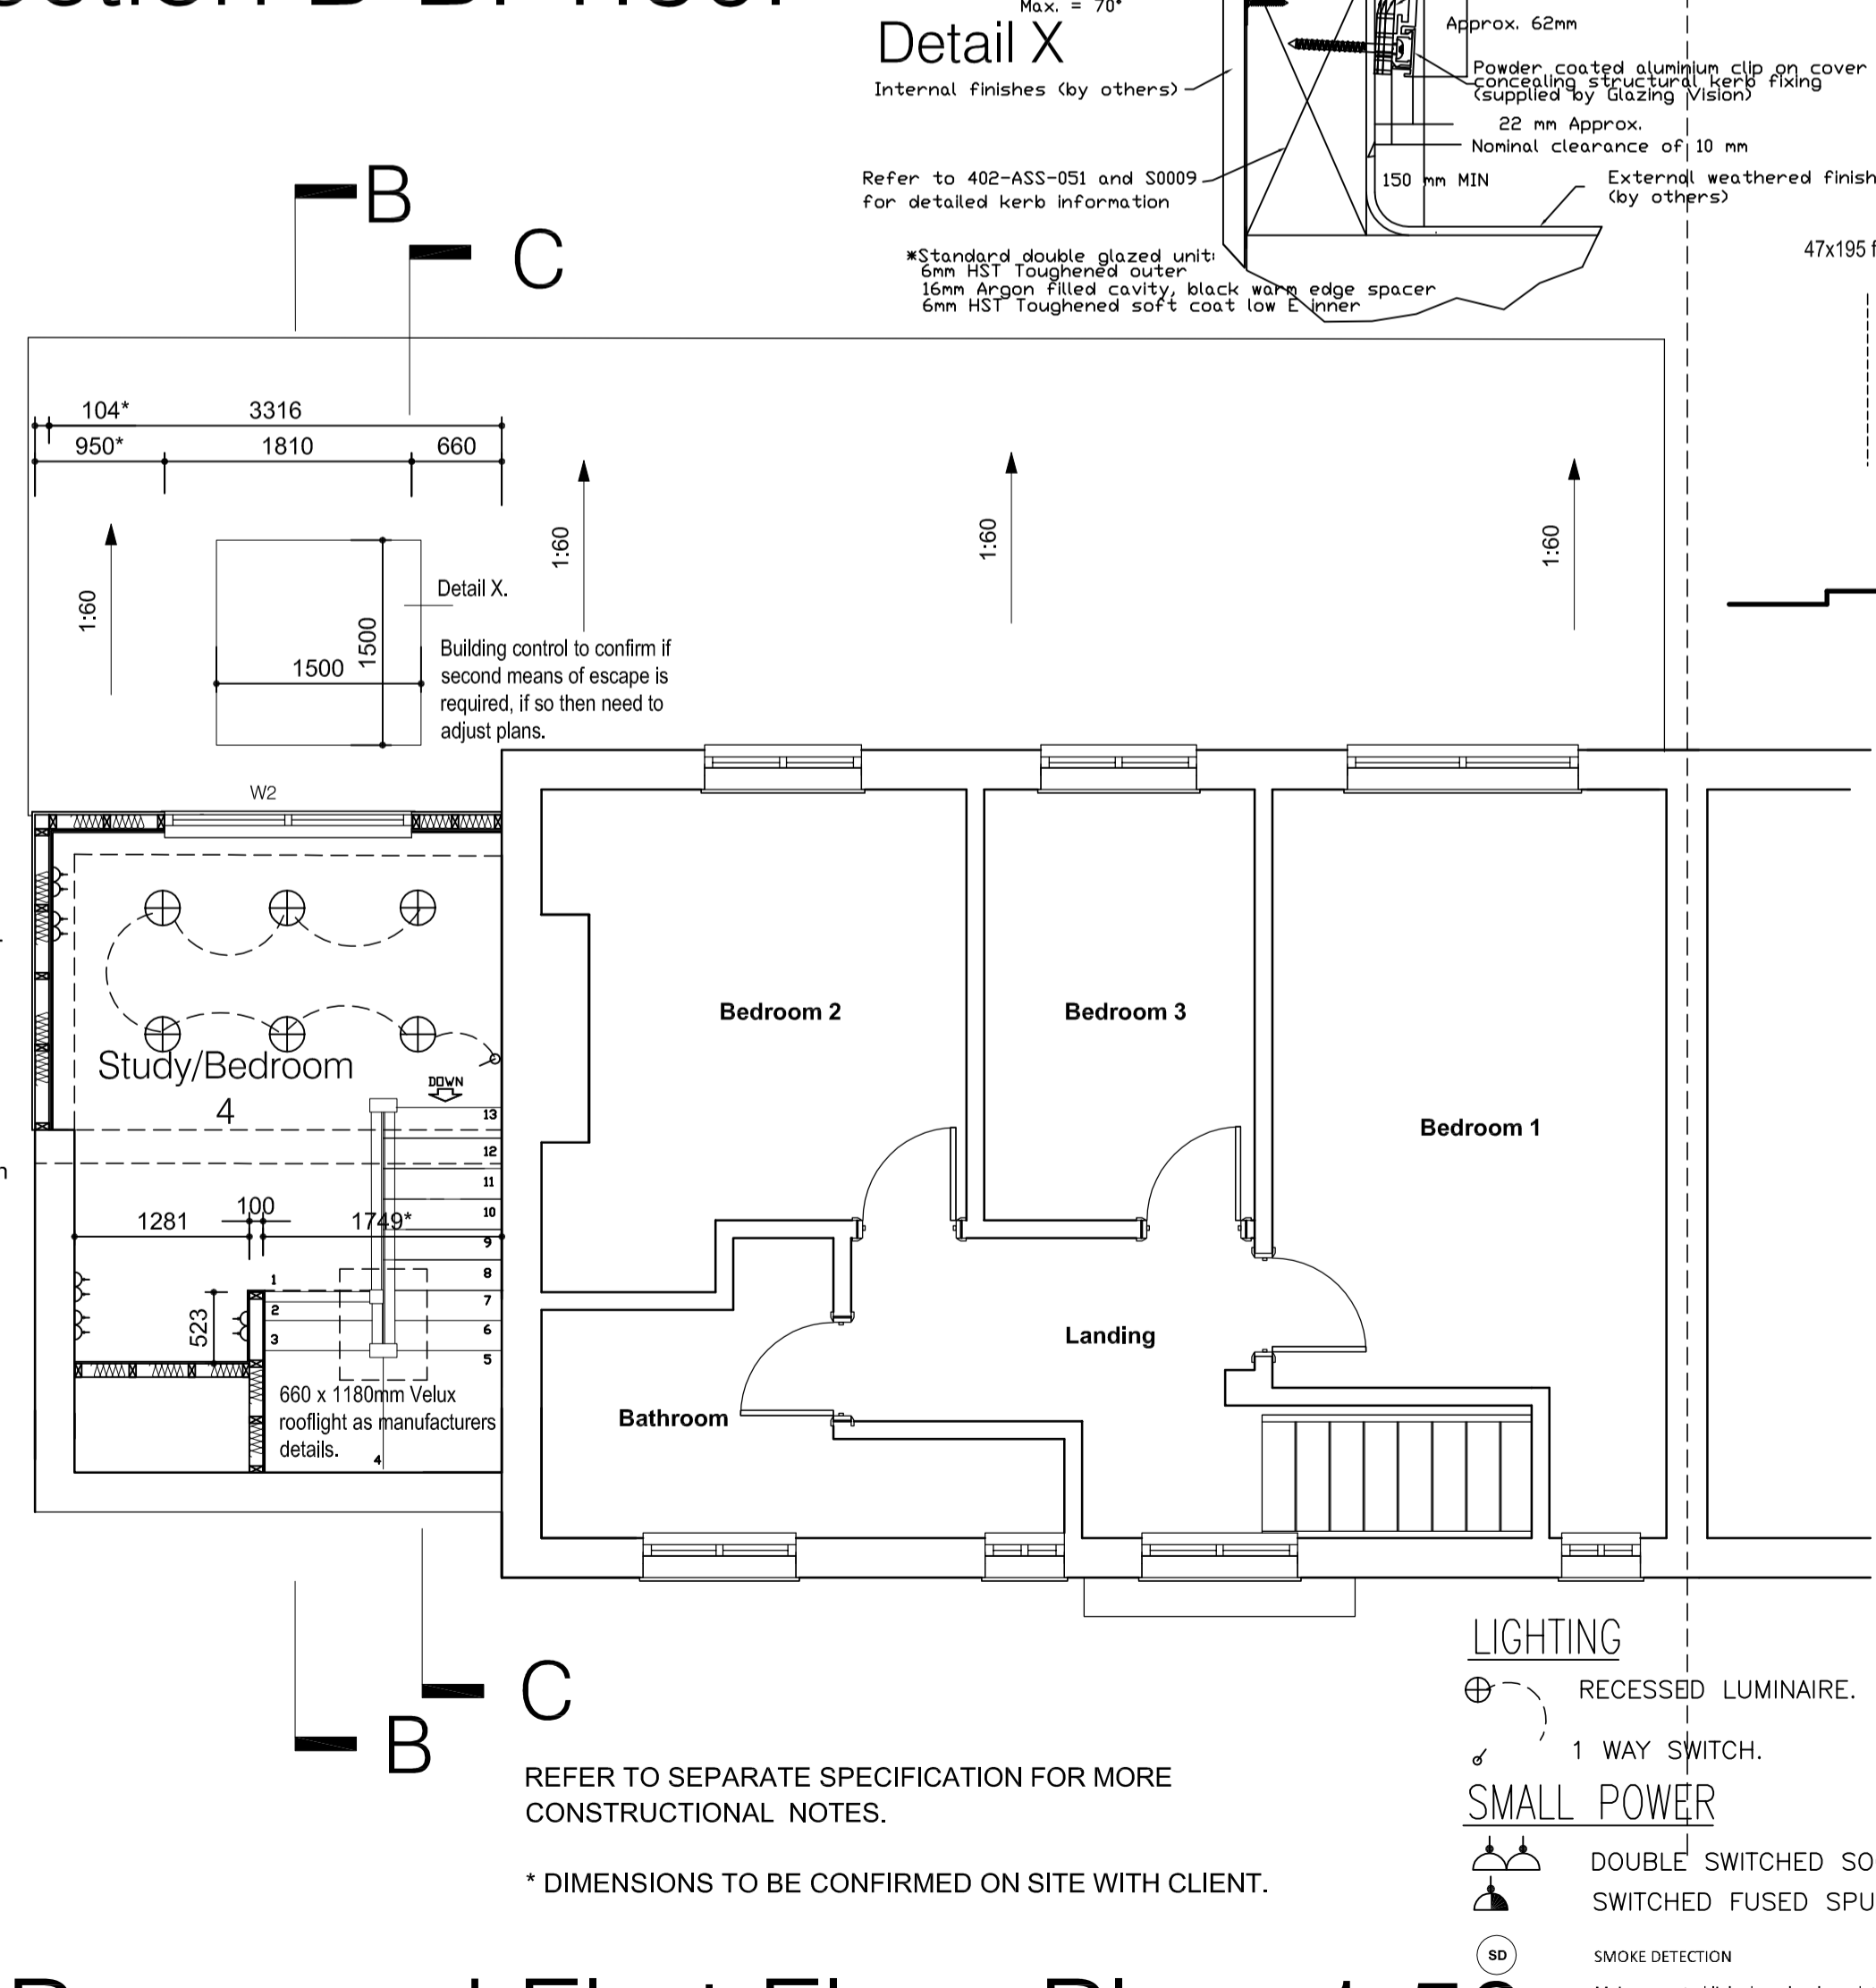 Max. = 70°
Detail X
Internal finishes (by others)
Approx. 62mm
Powder coated aluminium clip on cover
concealing structural kerb fixing
(supplied by Glazing Vision)
22 mm Approx.
Nominal clearance of 10 mm
Refer to 402-ASS-051 and S0009
for detailed kerb information
150 mm MIN
External weathered finish
(by others)
*Standard double glazed unit:
6mm HST Toughened outer
16mm Argon filled cavity, black warm edge spacer
6mm HST Toughened soft coat low E inner
47x195 f
B
C
104* 3316
950* 1810 660
1:60
1:60
1:60
1:60
1500
1500
Detail X.
Building control to confirm if
second means of escape is
required, if so then need to
adjust plans.
W2
Study/Bedroom
4
DOWN
13
12
11
10
9
8
7
6
5
4
1
2
3
1281 100 1749*
523
660 x 1180mm Velux
rooflight as manufacturers
details.
Bedroom 2
Bedroom 3
Bedroom 1
Landing
Bathroom
C
B
REFER TO SEPARATE SPECIFICATION FOR MORE
CONSTRUCTIONAL NOTES.
* DIMENSIONS TO BE CONFIRMED ON SITE WITH CLIENT.
LIGHTING
RECESSED LUMINAIRE.
1 WAY SWITCH.
SMALL POWER
DOUBLE SWITCHED SO
SWITCHED FUSED SPU
SD SMOKE DETECTION